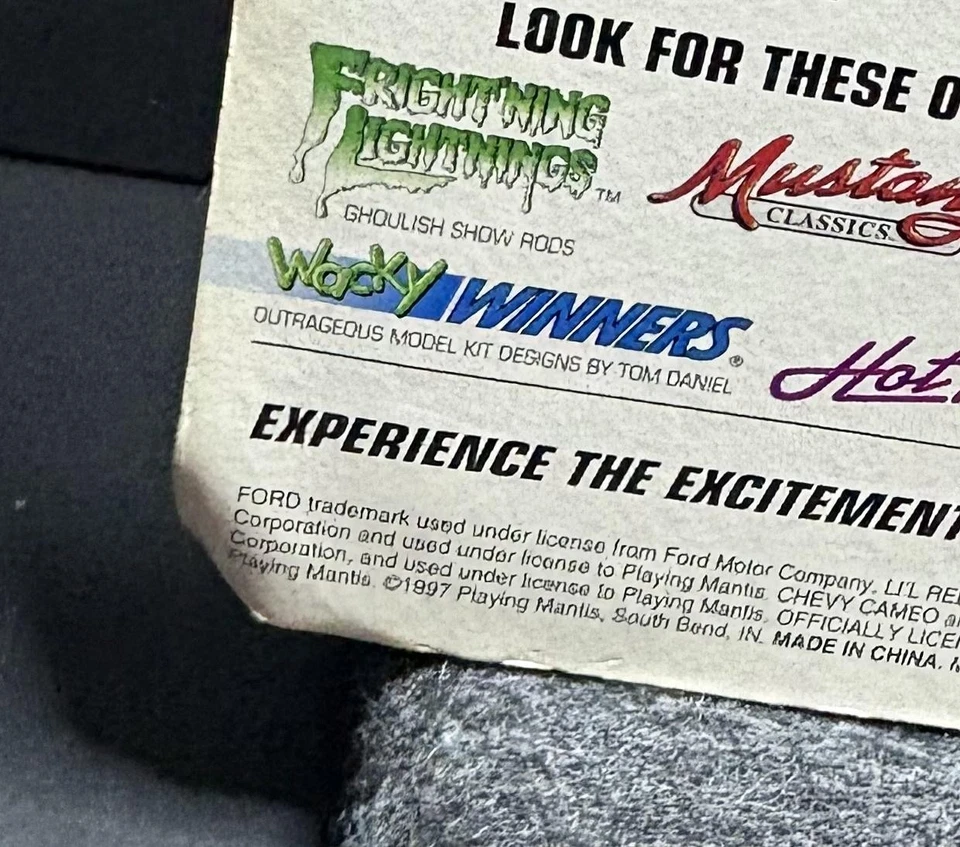 LOOK FOR THESE O
FRIGHT'NING
LIGHTNINGS™
GHOULISH SHOW RODS
Mustan
CLASSICS
Wacky WINNERS®
OUTRAGEOUS MODEL KIT DESIGNS BY TOM DANIEL
Hot
EXPERIENCE THE EXCITEMENT
FORD trademark used under license from Ford Motor Company. LI'L RE
Corporation and used under license to Playing Mantis. CHEVY CAMEO a
Corporation, and used under license to Playing Mantis. OFFICIALLY LICE
Playing Mantis. ©1997 Playing Mantis, South Bend, IN. MADE IN CHINA.